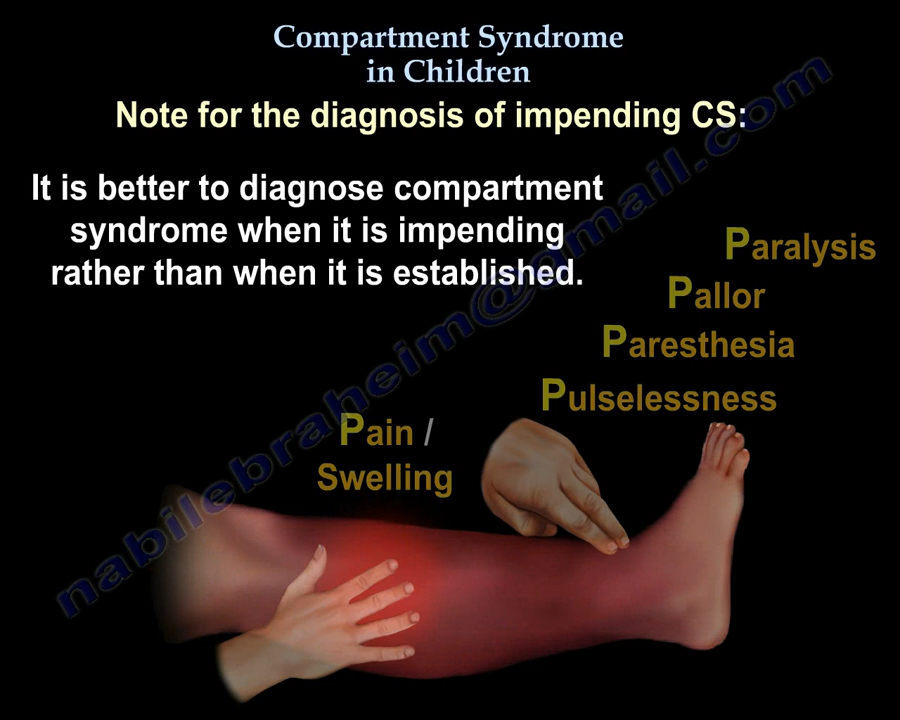 Compartment Syndrome
in Children
Note for the diagnosis of impending CS:
It is better to diagnose compartment
syndrome when it is impending
rather than when it is established.
Paralysis
Pallor
Paresthesia
Pulselessness
Pain /
Swelling
nabilebraheim@gmail.com